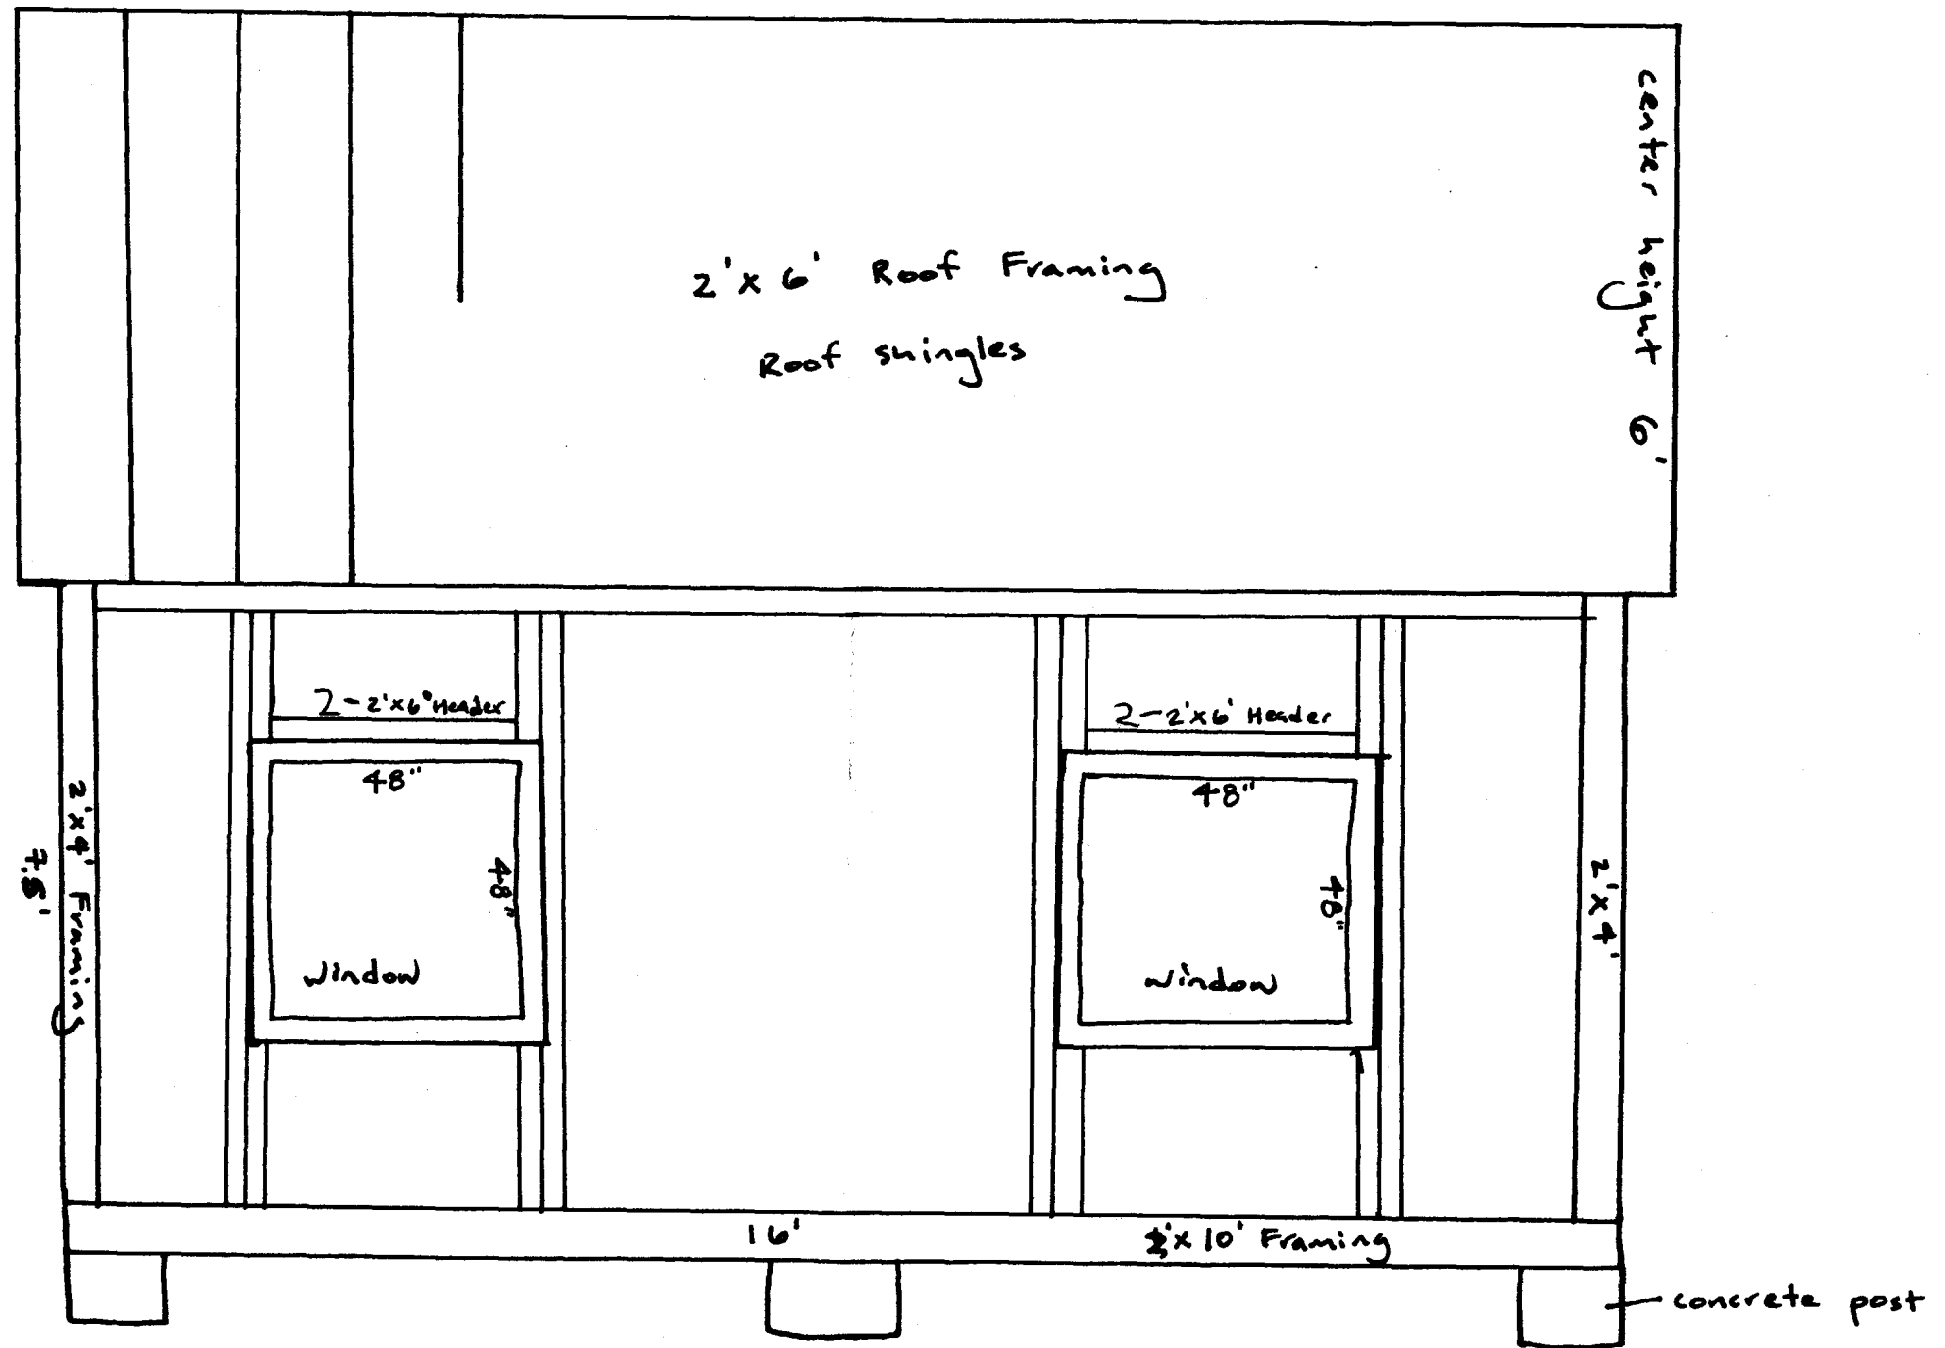 center height 6'
2'x 6' Roof Framing
Roof shingles
2-2'x6' Header
2-2'x6' Header
48"
48"
48"
48"
window
window
7.5'
2'x4' Framing
2'x4'
16'
2'x 10' Framing
concrete post